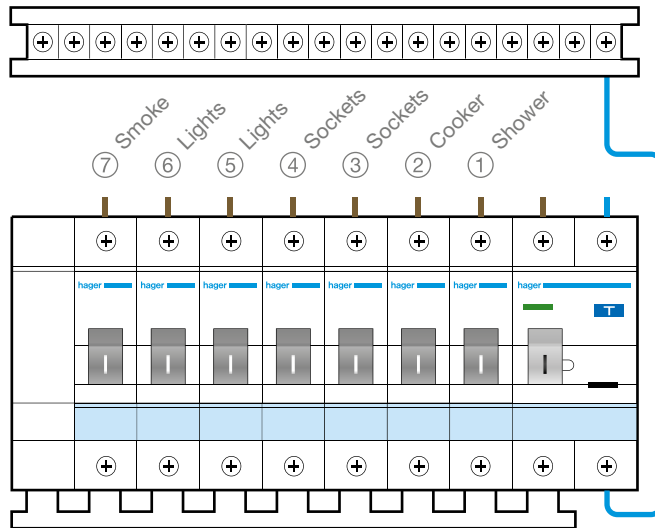 ⑦ Smoke
⑥ Lights
⑤ Lights
④ Sockets
③ Sockets
② Cooker
① Shower
hager hager hager hager hager hager hager hager
I I I I I I I I
T